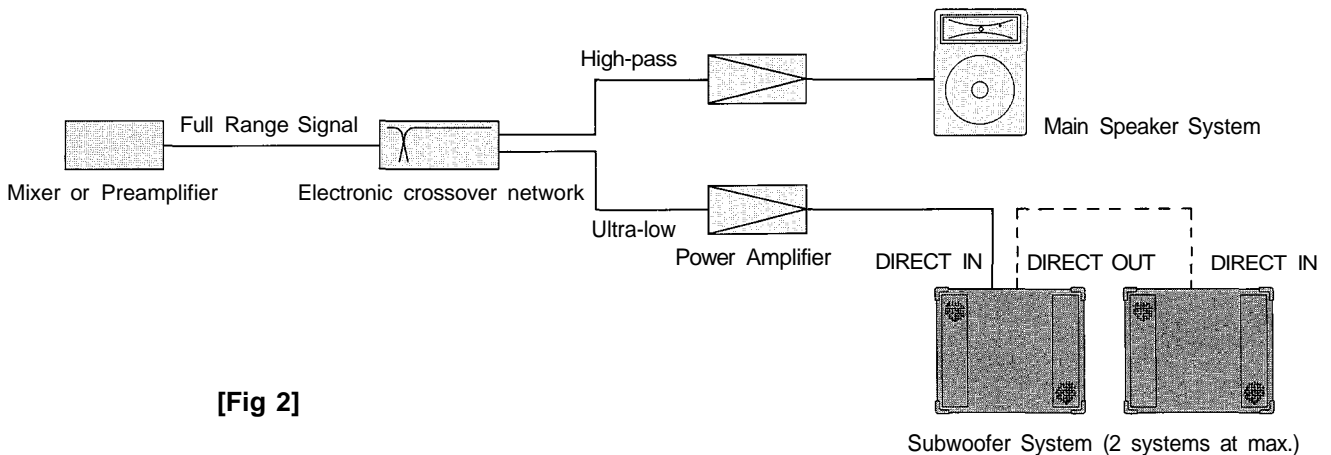 High-pass
Full Range Signal
Main Speaker System
Mixer or Preamplifier
Electronic crossover network
Ultra-low
Power Amplifier
DIRECT IN
DIRECT OUT
DIRECT IN
[Fig 2]
Subwoofer System (2 systems at max.)